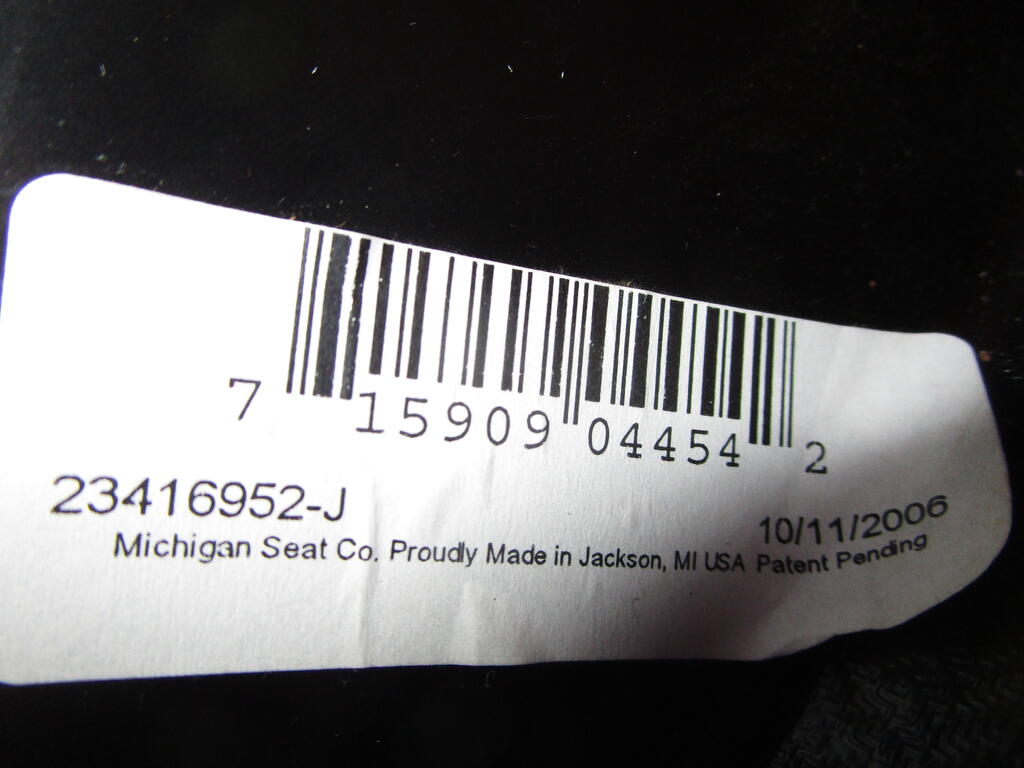 7 15909 04454 2
23416952-J 10/11/2006
Michigan Seat Co. Proudly Made in Jackson, MI USA Patent Pending